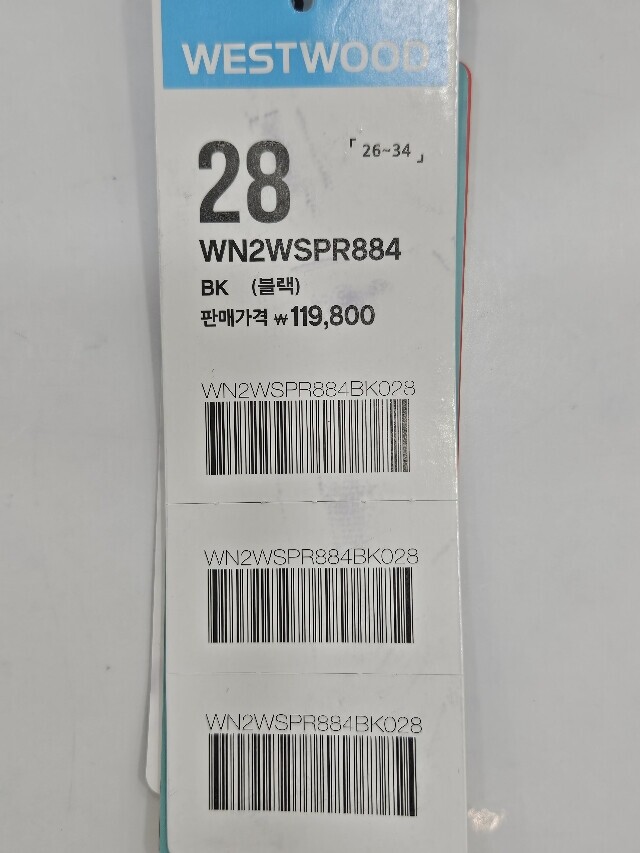 WESTWOOD
28 「26~34」
WN2WSPR884
BK (블랙)
판매가격 ₩119,800
WN2WSPR884BK028
WN2WSPR884BK028
WN2WSPR884BK028